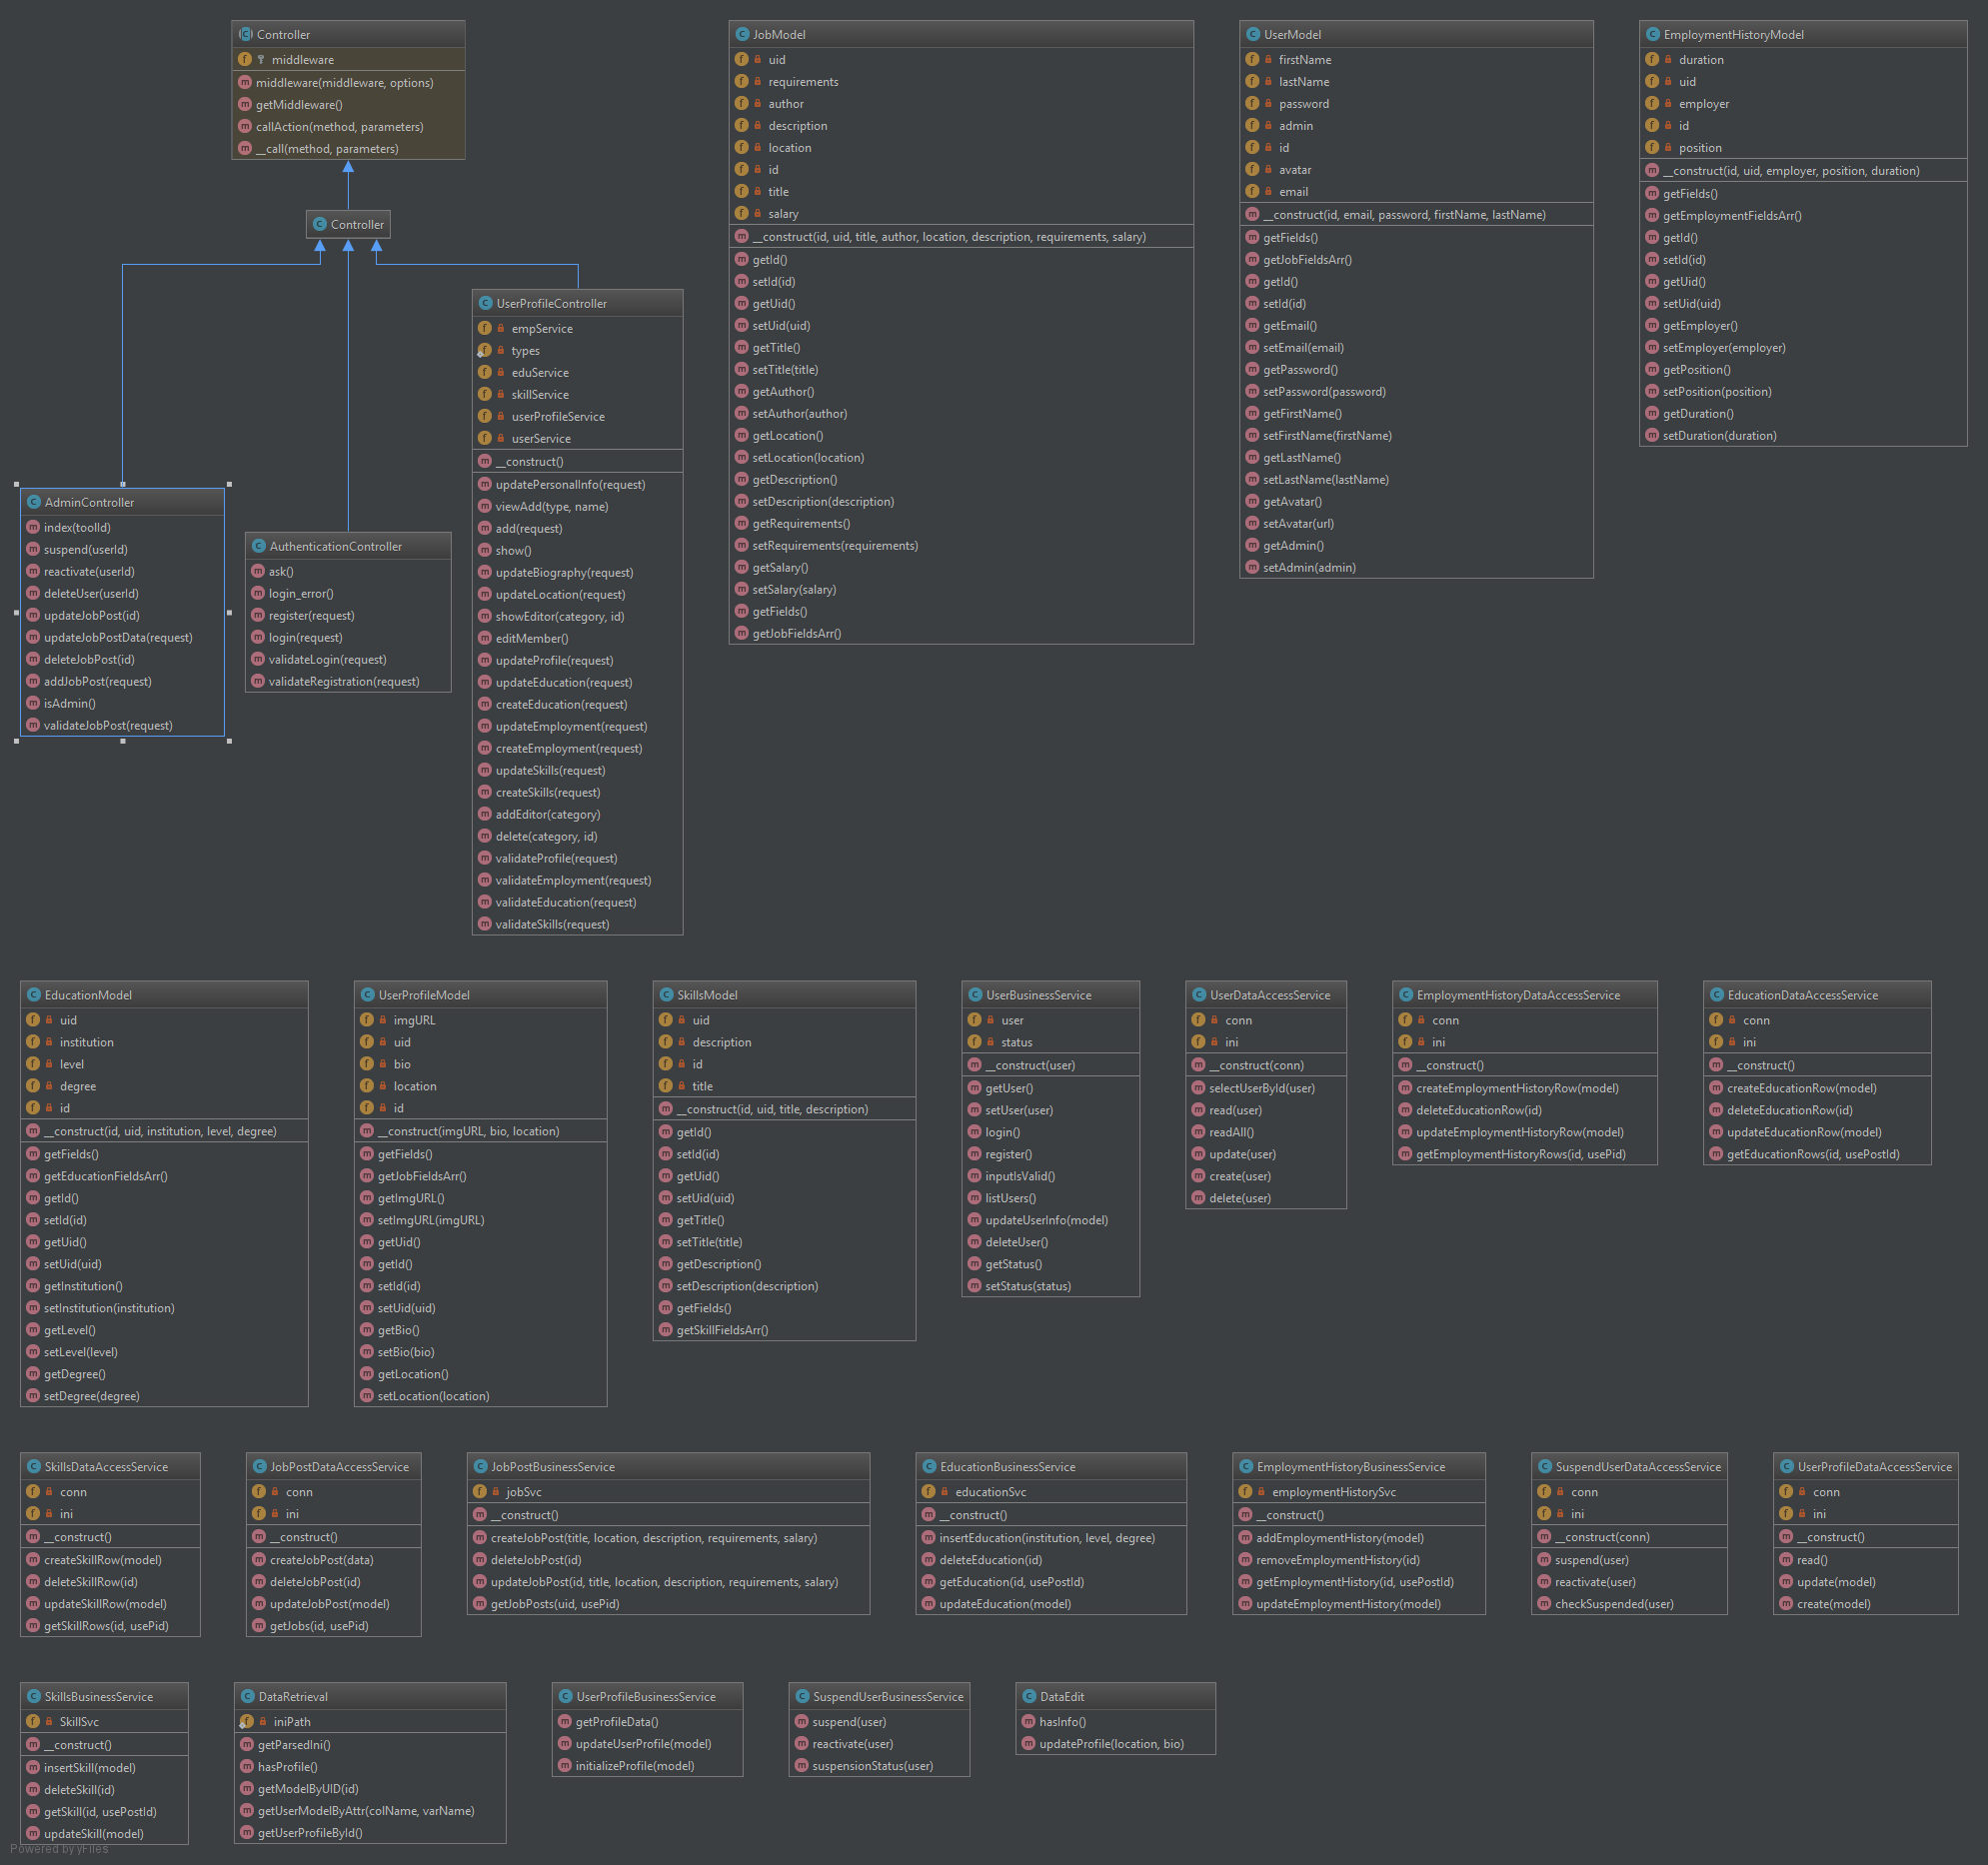 Controller
middleware
middleware(middleware, options)
getMiddleware()
callAction(method, parameters)
__call(method, parameters)
Controller
AdminController
index(toolId)
suspend(userId)
reactivate(userId)
deleteUser(userId)
updateJobPost(id)
updateJobPostData(request)
deleteJobPost(id)
addJobPost(request)
isAdmin()
validateJobPost(request)
AuthenticationController
ask()
login_error()
register(request)
login(request)
validateLogin(request)
validateRegistration(request)
UserProfileController
empService
types
eduService
skillService
userProfileService
userService
__construct()
updatePersonalInfo(request)
viewAdd(type, name)
add(request)
show()
updateBiography(request)
updateLocation(request)
showEditor(category, id)
editMember()
updateProfile(request)
updateEducation(request)
createEducation(request)
updateEmployment(request)
createEmployment(request)
updateSkills(request)
createSkills(request)
addEditor(category)
delete(category, id)
validateProfile(request)
validateEmployment(request)
validateEducation(request)
validateSkills(request)
JobModel
uid
requirements
author
description
location
id
title
salary
__construct(id, uid, title, author, location, description, requirements, salary)
getId()
setId(id)
getUid()
setUid(uid)
getTitle()
setTitle(title)
getAuthor()
setAuthor(author)
getLocation()
setLocation(location)
getDescription()
setDescription(description)
getRequirements()
setRequirements(requirements)
getSalary()
setSalary(salary)
getFields()
getJobFieldsArr()
UserModel
firstName
lastName
password
admin
id
avatar
email
__construct(id, email, password, firstName, lastName)
getFields()
getJobFieldsArr()
getId()
setId(id)
getEmail()
setEmail(email)
getPassword()
setPassword(password)
getFirstName()
setFirstName(firstName)
getLastName()
setLastName(lastName)
getAvatar()
setAvatar(url)
getAdmin()
setAdmin(admin)
EmploymentHistoryModel
duration
uid
employer
id
position
__construct(id, uid, employer, position, duration)
getFields()
getEmploymentFieldsArr()
getId()
setId(id)
getUid()
setUid(uid)
getEmployer()
setEmployer(employer)
getPosition()
setPosition(position)
getDuration()
setDuration(duration)
EducationModel
uid
institution
level
degree
id
__construct(id, uid, institution, level, degree)
getFields()
getEducationFieldsArr()
getId()
setId(id)
getUid()
setUid(uid)
getInstitution()
setInstitution(institution)
getLevel()
setLevel(level)
getDegree()
setDegree(degree)
UserProfileModel
imgURL
uid
bio
location
id
__construct(imgURL, bio, location)
getFields()
getJobFieldsArr()
getImgURL()
setImgURL(imgURL)
getUid()
getId()
setId(id)
setUid(uid)
getBio()
setBio(bio)
getLocation()
setLocation(location)
SkillsModel
uid
description
id
title
__construct(id, uid, title, description)
getId()
setId(id)
getUid()
setUid(uid)
getTitle()
setTitle(title)
getDescription()
setDescription(description)
getFields()
getSkillFieldsArr()
UserBusinessService
user
status
__construct(user)
getUser()
setUser(user)
login()
register()
inputIsValid()
listUsers()
updateUserInfo(model)
deleteUser()
getStatus()
setStatus(status)
UserDataAccessService
conn
ini
__construct(conn)
selectUserById(user)
read(user)
readAll()
update(user)
create(user)
delete(user)
EmploymentHistoryDataAccessService
conn
ini
__construct()
createEmploymentHistoryRow(model)
deleteEducationRow(id)
updateEmploymentHistoryRow(model)
getEmploymentHistoryRows(id, usePid)
EducationDataAccessService
conn
ini
__construct()
createEducationRow(model)
deleteEducationRow(id)
updateEducationRow(model)
getEducationRows(id, usePostId)
SkillsDataAccessService
conn
ini
__construct()
createSkillRow(model)
deleteSkillRow(id)
updateSkillRow(model)
getSkillRows(id, usePid)
JobPostDataAccessService
conn
ini
__construct()
createJobPost(data)
deleteJobPost(id)
updateJobPost(model)
getJobs(id, usePid)
JobPostBusinessService
jobSvc
__construct()
createJobPost(title, location, description, requirements, salary)
deleteJobPost(id)
updateJobPost(id, title, location, description, requirements, salary)
getJobPosts(uid, usePid)
EducationBusinessService
educationSvc
__construct()
insertEducation(institution, level, degree)
deleteEducation(id)
getEducation(id, usePostId)
updateEducation(model)
EmploymentHistoryBusinessService
employmentHistorySvc
__construct()
addEmploymentHistory(model)
removeEmploymentHistory(id)
getEmploymentHistory(id, usePostId)
updateEmploymentHistory(model)
SuspendUserDataAccessService
conn
ini
__construct(conn)
suspend(user)
reactivate(user)
checkSuspended(user)
UserProfileDataAccessService
conn
ini
__construct()
read()
update(model)
create(model)
SkillsBusinessService
SkillSvc
__construct()
insertSkill(model)
deleteSkill(id)
getSkill(id, usePostId)
updateSkill(model)
DataRetrieval
iniPath
getParsedIni()
hasProfile()
getModelByUID(id)
getUserModelByAttr(colName, varName)
getUserProfileById()
UserProfileBusinessService
getProfileData()
updateUserProfile(model)
initializeProfile(model)
SuspendUserBusinessService
suspend(user)
reactivate(user)
suspensionStatus(user)
DataEdit
hasInfo()
updateProfile(location, bio)
Powered by yFiles